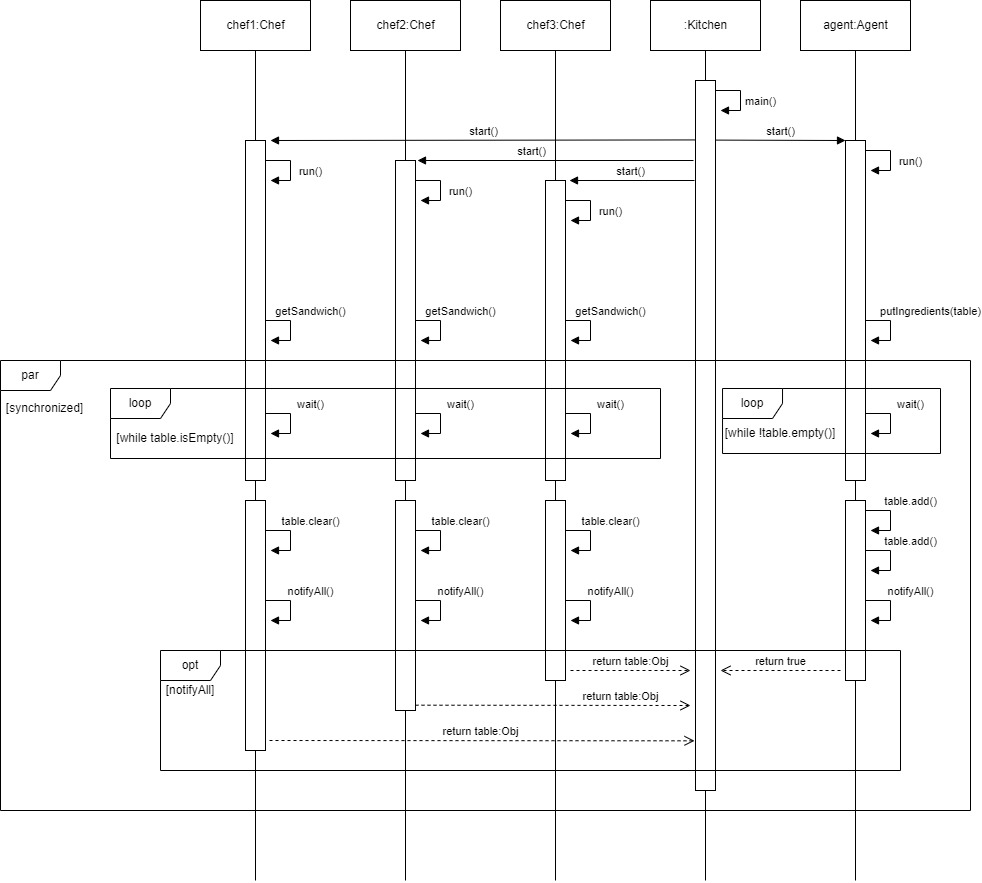 chef1:Chef
chef2:Chef
chef3:Chef
:Kitchen
agent:Agent
main()
start()
start()
start()
run()
run()
start()
run()
run()
getSandwich()
getSandwich()
getSandwich()
putIngredients(table)
par
[synchronized]
loop
wait()
wait()
wait()
[while table.isEmpty()]
loop
wait()
[while !table.empty()]
table.add()
table.clear()
table.clear()
table.clear()
table.add()
notifyAll()
notifyAll()
notifyAll()
notifyAll()
opt
[notifyAll]
return table:Obj
return true
return table:Obj
return table:Obj